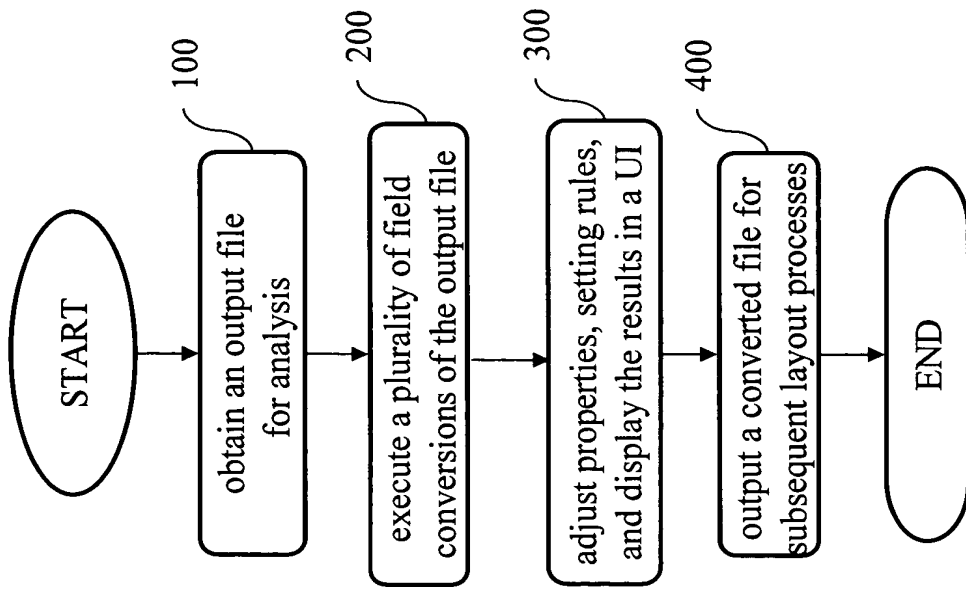 START
100
obtain an output file
for analysis
200
execute a plurality of field
conversions of the output file
300
adjust properties, setting rules,
and display the results in a UI
400
output a converted file for
subsequent layout processes
END